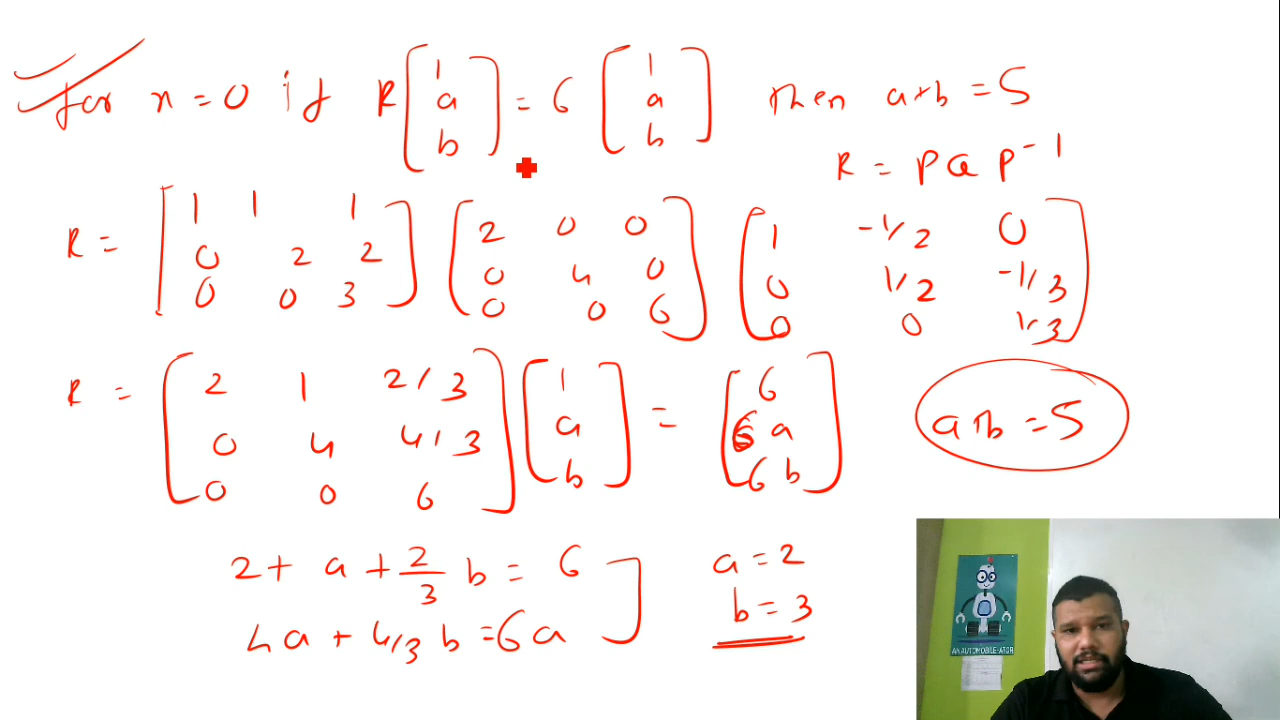 ✓ For x = 0 if R [1 a b] = 6 [1 a b] then a+b = 5
R = P Q P⁻¹
R = [1 1 1; 0 2 2; 0 0 3] [2 0 0; 0 4 0; 0 0 6] [1 -1/2 0; 0 1/2 -1/3; 0 0 1/3]
R = [2 1 2/3; 0 4 4/3; 0 0 6] [1 a b] = [6 6a 6b]
a+b = 5
2 + a + 2/3 b = 6
4a + 4/3 b = 6a
a = 2
b = 3
AN AUTOMOBILE-ATOR